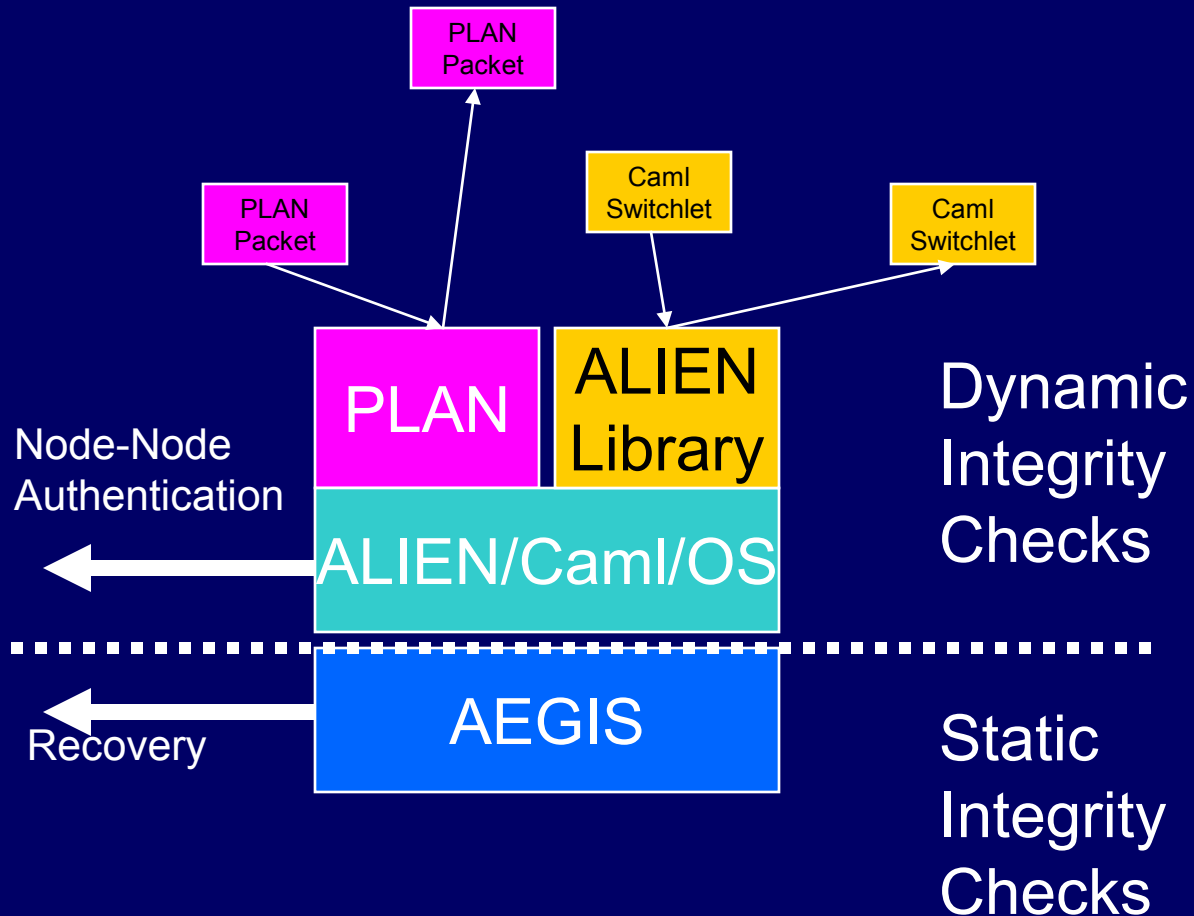 PLAN
Packet
PLAN
Packet
Caml
Switchlet
Caml
Switchlet
PLAN
ALIEN
Library
Dynamic
Integrity
Checks
Node-Node
Authentication
ALIEN/Caml/OS
AEGIS
Recovery
Static
Integrity
Checks